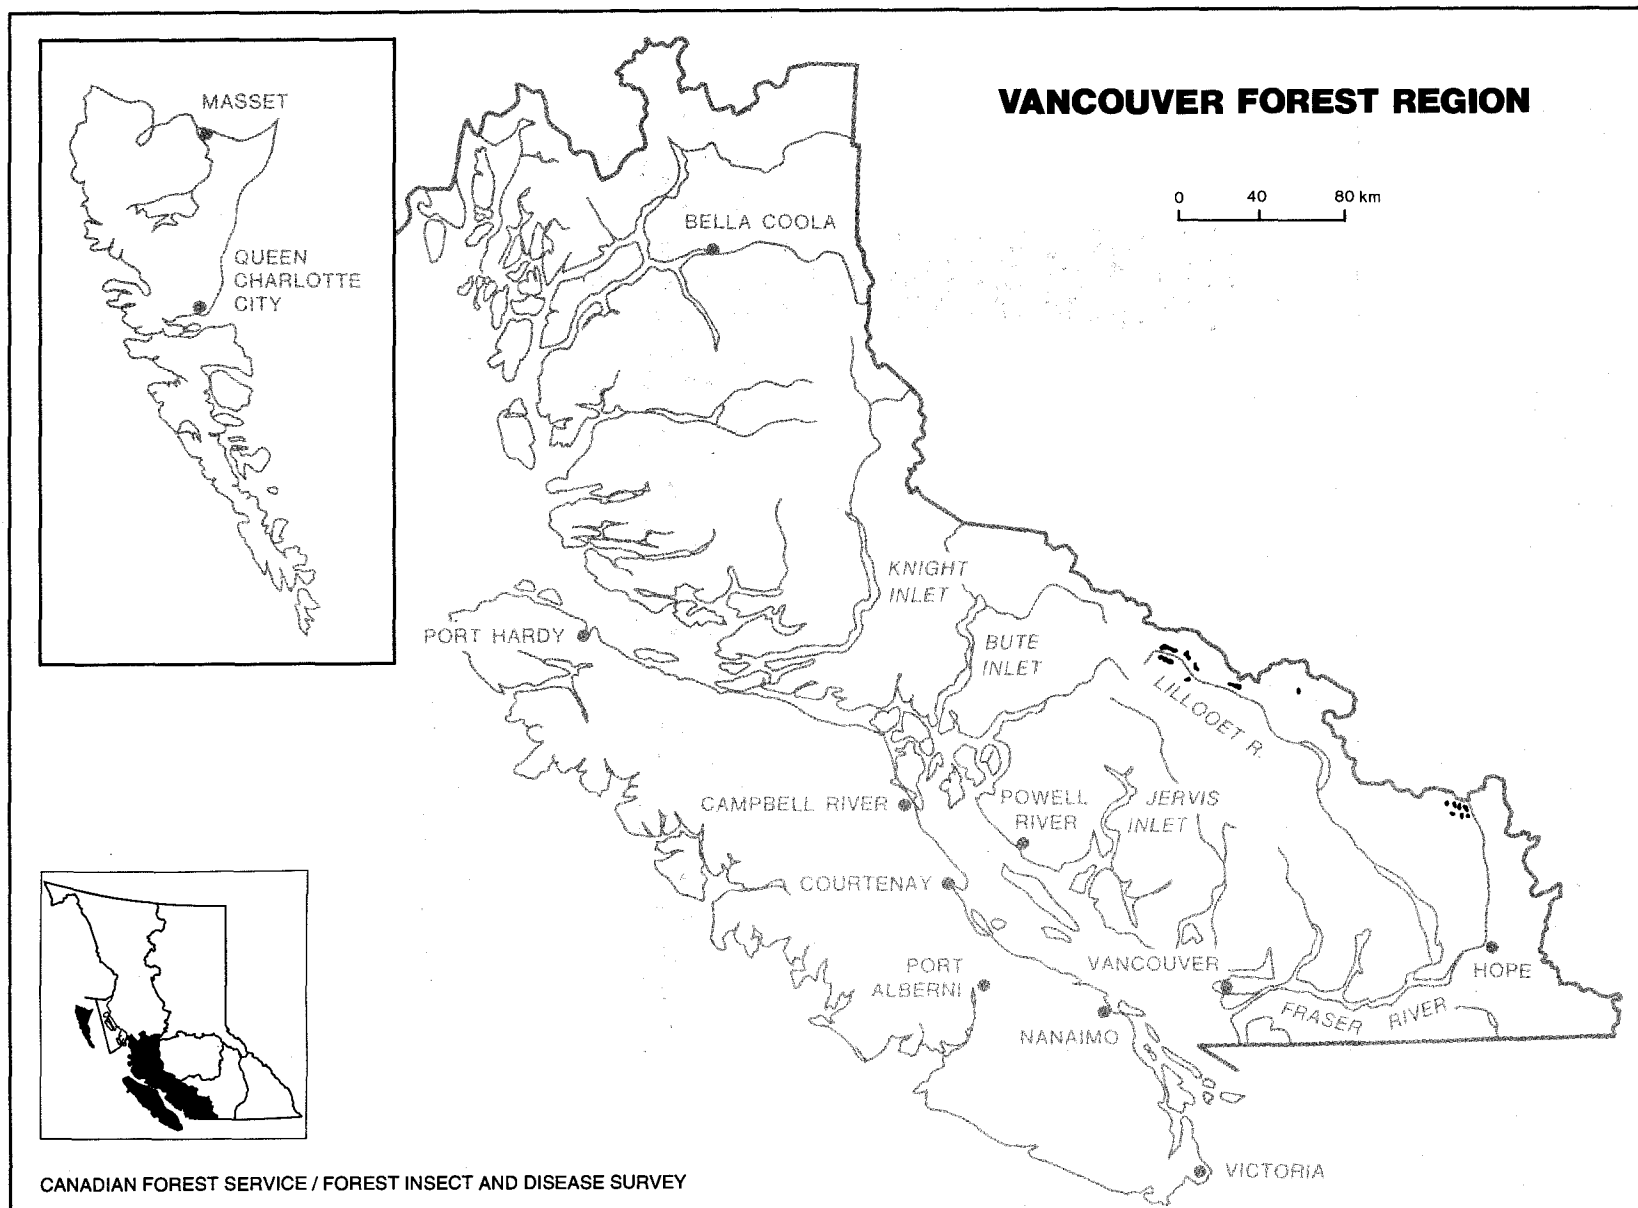 MASSET
QUEEN
CHARLOTTE
CITY
VANCOUVER FOREST REGION
0 40 80 km
BELLA COOLA
KNIGHT
INLET
PORT HARDY
BUTE
INLET
LILLOOET R.
CAMPBELL RIVER
POWELL
RIVER
JERVIS
INLET
COURTENAY
PORT
ALBERNI
VANCOUVER
HOPE
FRASER RIVER
NANAIMO
VICTORIA
CANADIAN FOREST SERVICE / FOREST INSECT AND DISEASE SURVEY